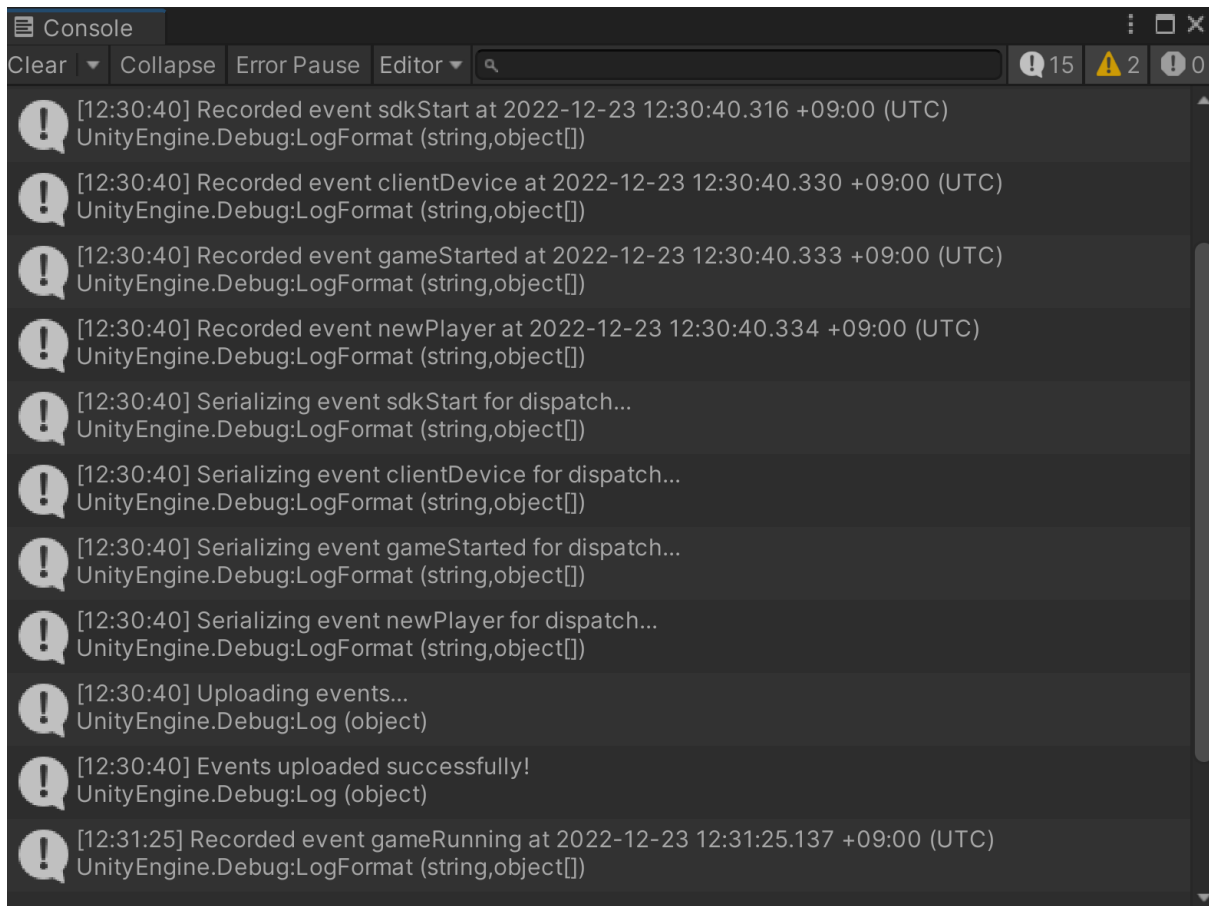 Console
Clear Collapse Error Pause Editor 15 2 0
[12:30:40] Recorded event sdkStart at 2022-12-23 12:30:40.316 +09:00 (UTC)
UnityEngine.Debug:LogFormat (string,object[])
[12:30:40] Recorded event clientDevice at 2022-12-23 12:30:40.330 +09:00 (UTC)
UnityEngine.Debug:LogFormat (string,object[])
[12:30:40] Recorded event gameStarted at 2022-12-23 12:30:40.333 +09:00 (UTC)
UnityEngine.Debug:LogFormat (string,object[])
[12:30:40] Recorded event newPlayer at 2022-12-23 12:30:40.334 +09:00 (UTC)
UnityEngine.Debug:LogFormat (string,object[])
[12:30:40] Serializing event sdkStart for dispatch...
UnityEngine.Debug:LogFormat (string,object[])
[12:30:40] Serializing event clientDevice for dispatch...
UnityEngine.Debug:LogFormat (string,object[])
[12:30:40] Serializing event gameStarted for dispatch...
UnityEngine.Debug:LogFormat (string,object[])
[12:30:40] Serializing event newPlayer for dispatch...
UnityEngine.Debug:LogFormat (string,object[])
[12:30:40] Uploading events...
UnityEngine.Debug:Log (object)
[12:30:40] Events uploaded successfully!
UnityEngine.Debug:Log (object)
[12:31:25] Recorded event gameRunning at 2022-12-23 12:31:25.137 +09:00 (UTC)
UnityEngine.Debug:LogFormat (string,object[])